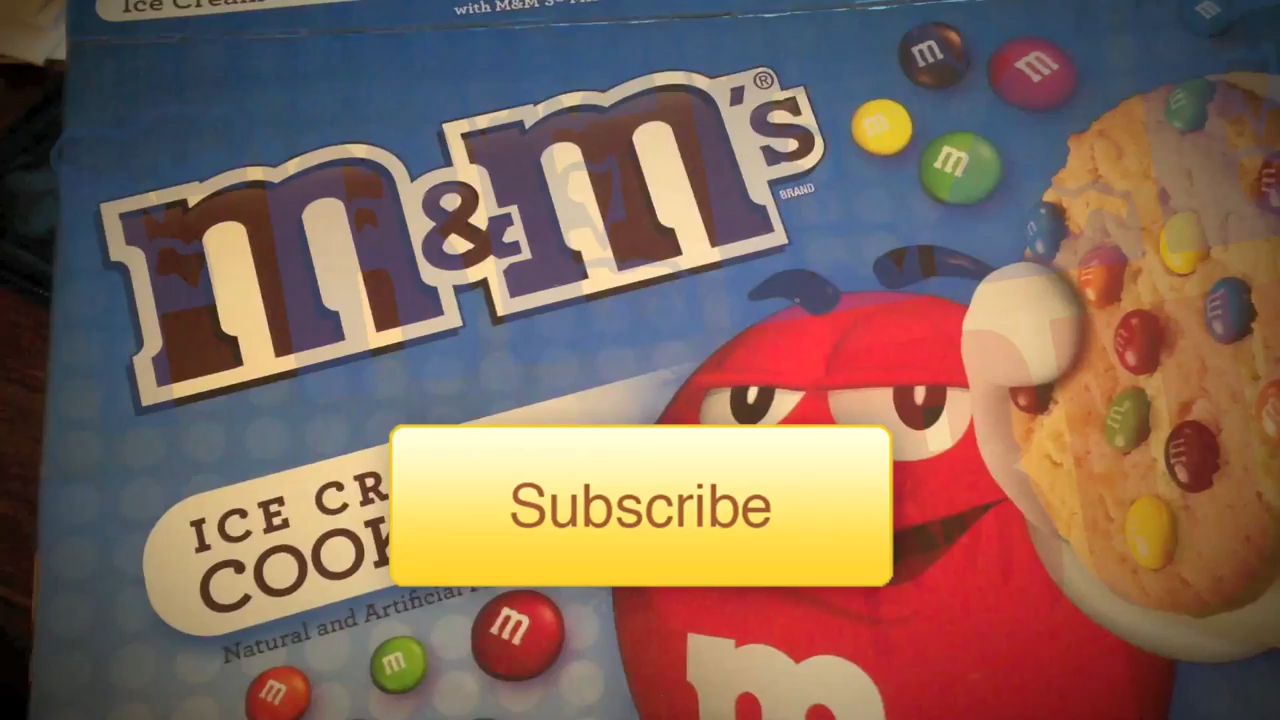 Ice Cream
with M&M's
m&m's®
BRAND
ICE CR
COOK
Natural and Artificial
Subscribe
m
m
m
m
m
m
m
m